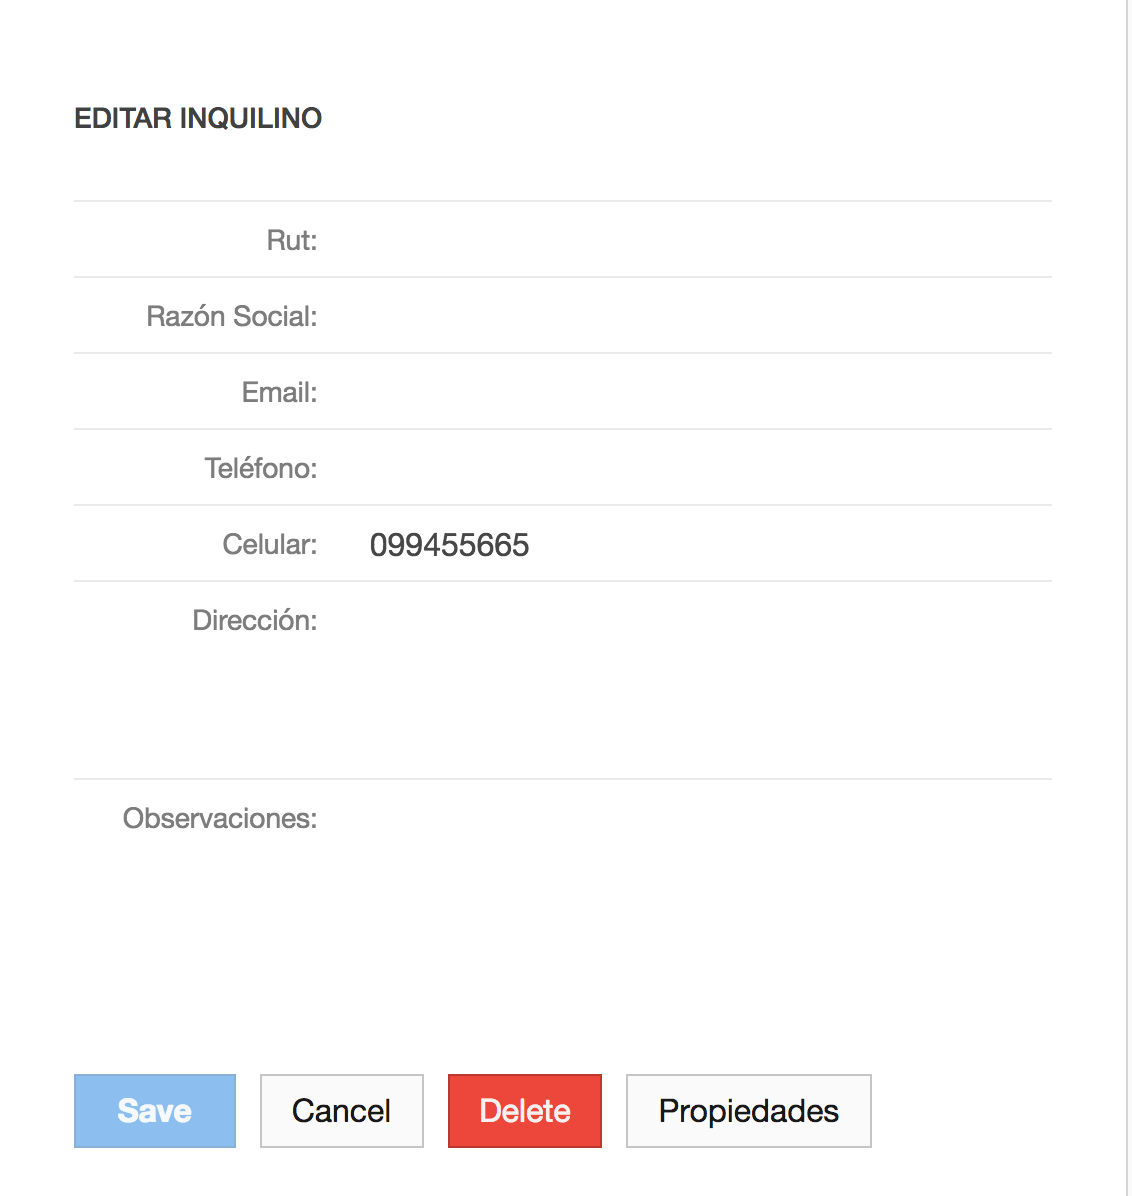 EDITAR INQUILINO
Rut:
Razón Social:
Email:
Teléfono:
Celular: 099455665
Dirección:
Observaciones:
Save Cancel Delete Propiedades